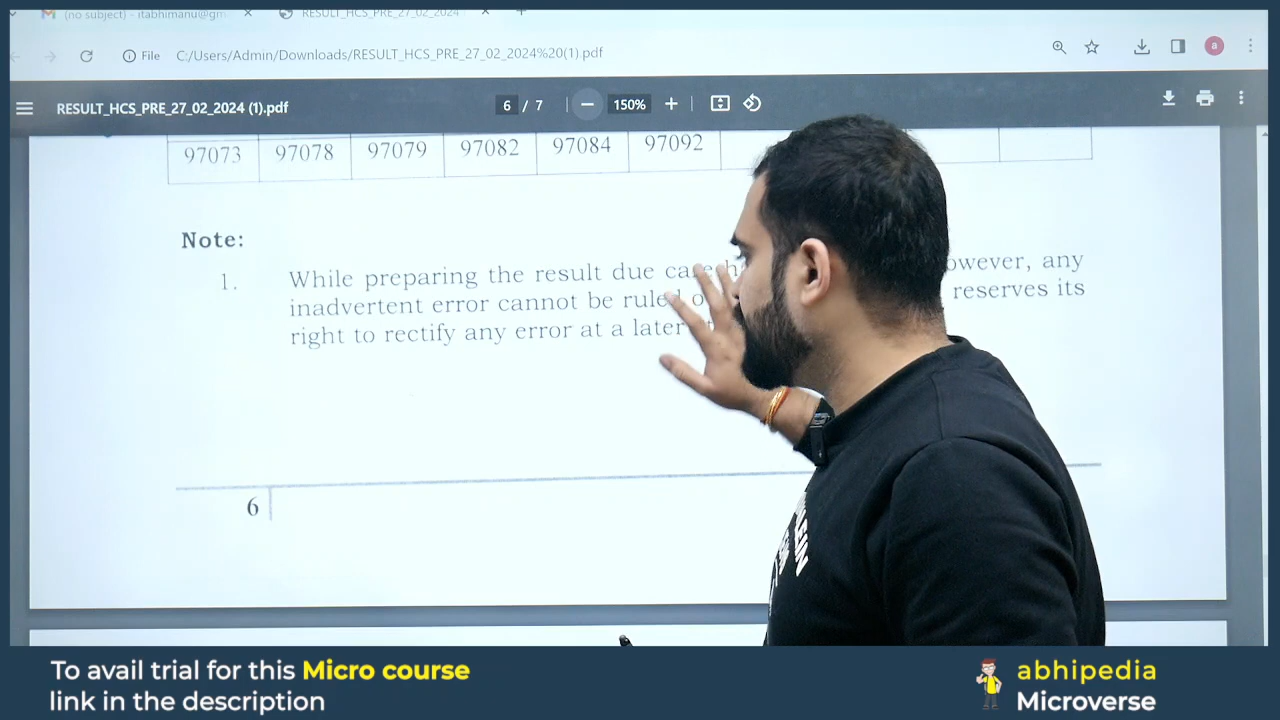 (no subject) - itabhimanu@gm
RESULT_HCS_PRE_27_02_2024
File C:/Users/Admin/Downloads/RESULT_HCS_PRE_27_02_2024%20(1).pdf
a
RESULT_HCS_PRE_27_02_2024 (1).pdf
6 / 7
150%
97073 97078 97079 97082 97084 97092
Note:
1. While preparing the result due care however, any
inadvertent error cannot be ruled reserves its
right to rectify any error at a later
6
To avail trial for this Micro course
link in the description
abhipedia
Microverse